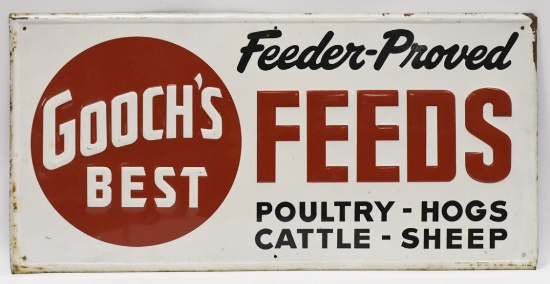 GOOCH'S
BEST
Feeder-Proved
FEEDS
POULTRY - HOGS
CATTLE - SHEEP